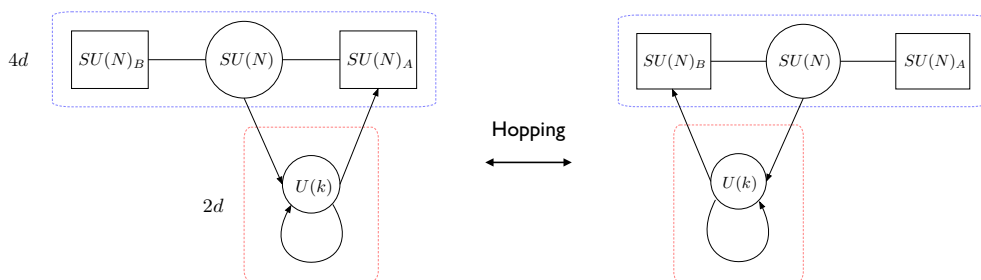 4d
SU(N)_B
SU(N)
SU(N)_A
U(k)
2d
Hopping
SU(N)_B
SU(N)
SU(N)_A
U(k)